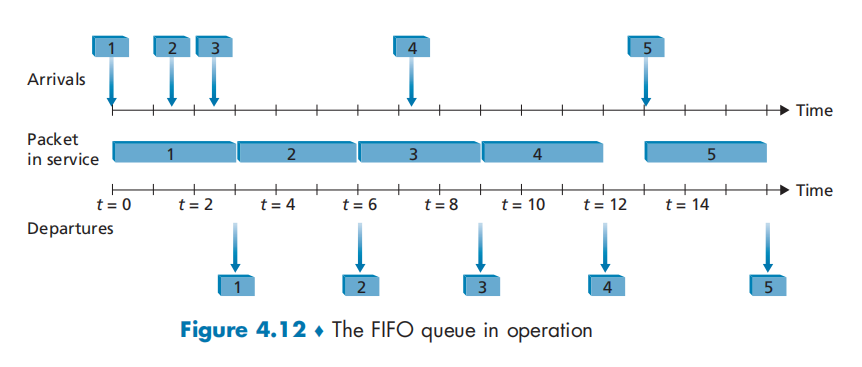 1 2 3 4 5
Arrivals
Time
Packet
in service
1 2 3 4 5
Time
t = 0 t = 2 t = 4 t = 6 t = 8 t = 10 t = 12 t = 14
Departures
1 2 3 4 5
Figure 4.12 ♦ The FIFO queue in operation